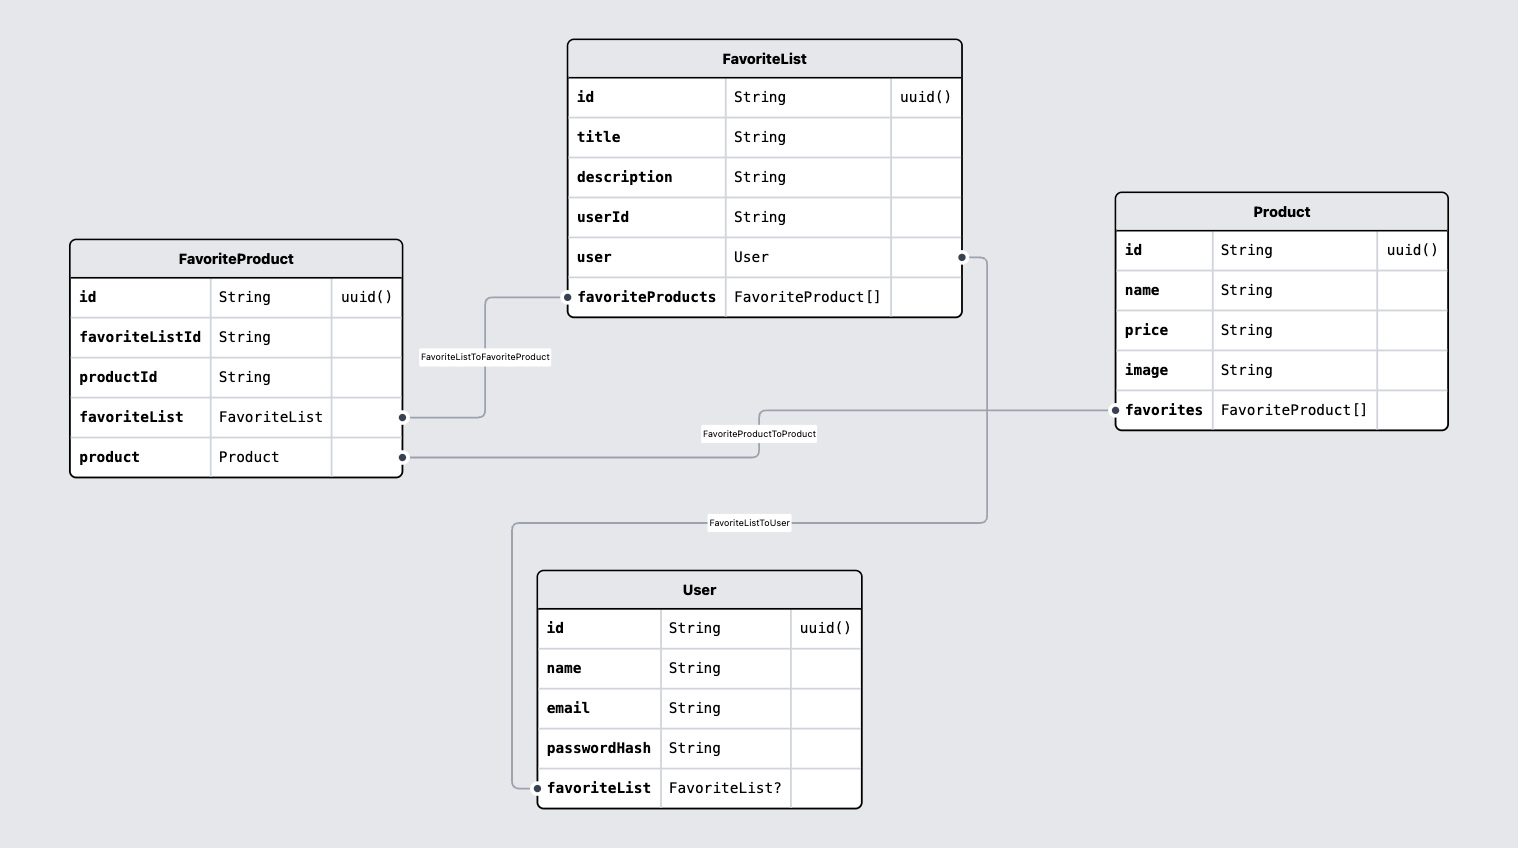 FavoriteList
id String uuid()
title String
description String
userId String
user User
favoriteProducts FavoriteProduct[]
Product
id String uuid()
name String
price String
image String
favorites FavoriteProduct[]
FavoriteProduct
id String uuid()
favoriteListId String
productId String
favoriteList FavoriteList
product Product
FavoriteListToFavoriteProduct
FavoriteProductToProduct
FavoriteListToUser
User
id String uuid()
name String
email String
passwordHash String
favoriteList FavoriteList?